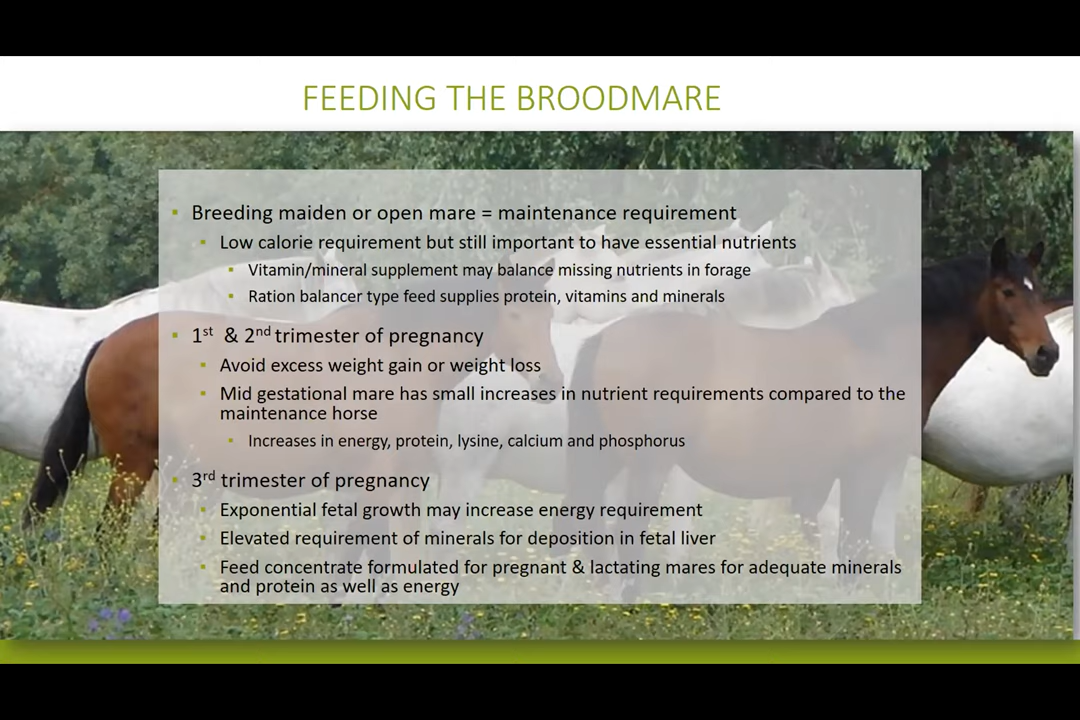 FEEDING THE BROODMARE
▪ Breeding maiden or open mare = maintenance requirement
▪ Low calorie requirement but still important to have essential nutrients
▪ Vitamin/mineral supplement may balance missing nutrients in forage
▪ Ration balancer type feed supplies protein, vitamins and minerals
▪ 1st & 2nd trimester of pregnancy
▪ Avoid excess weight gain or weight loss
▪ Mid gestational mare has small increases in nutrient requirements compared to the
maintenance horse
▪ Increases in energy, protein, lysine, calcium and phosphorus
▪ 3rd trimester of pregnancy
▪ Exponential fetal growth may increase energy requirement
▪ Elevated requirement of minerals for deposition in fetal liver
▪ Feed concentrate formulated for pregnant & lactating mares for adequate minerals
and protein as well as energy